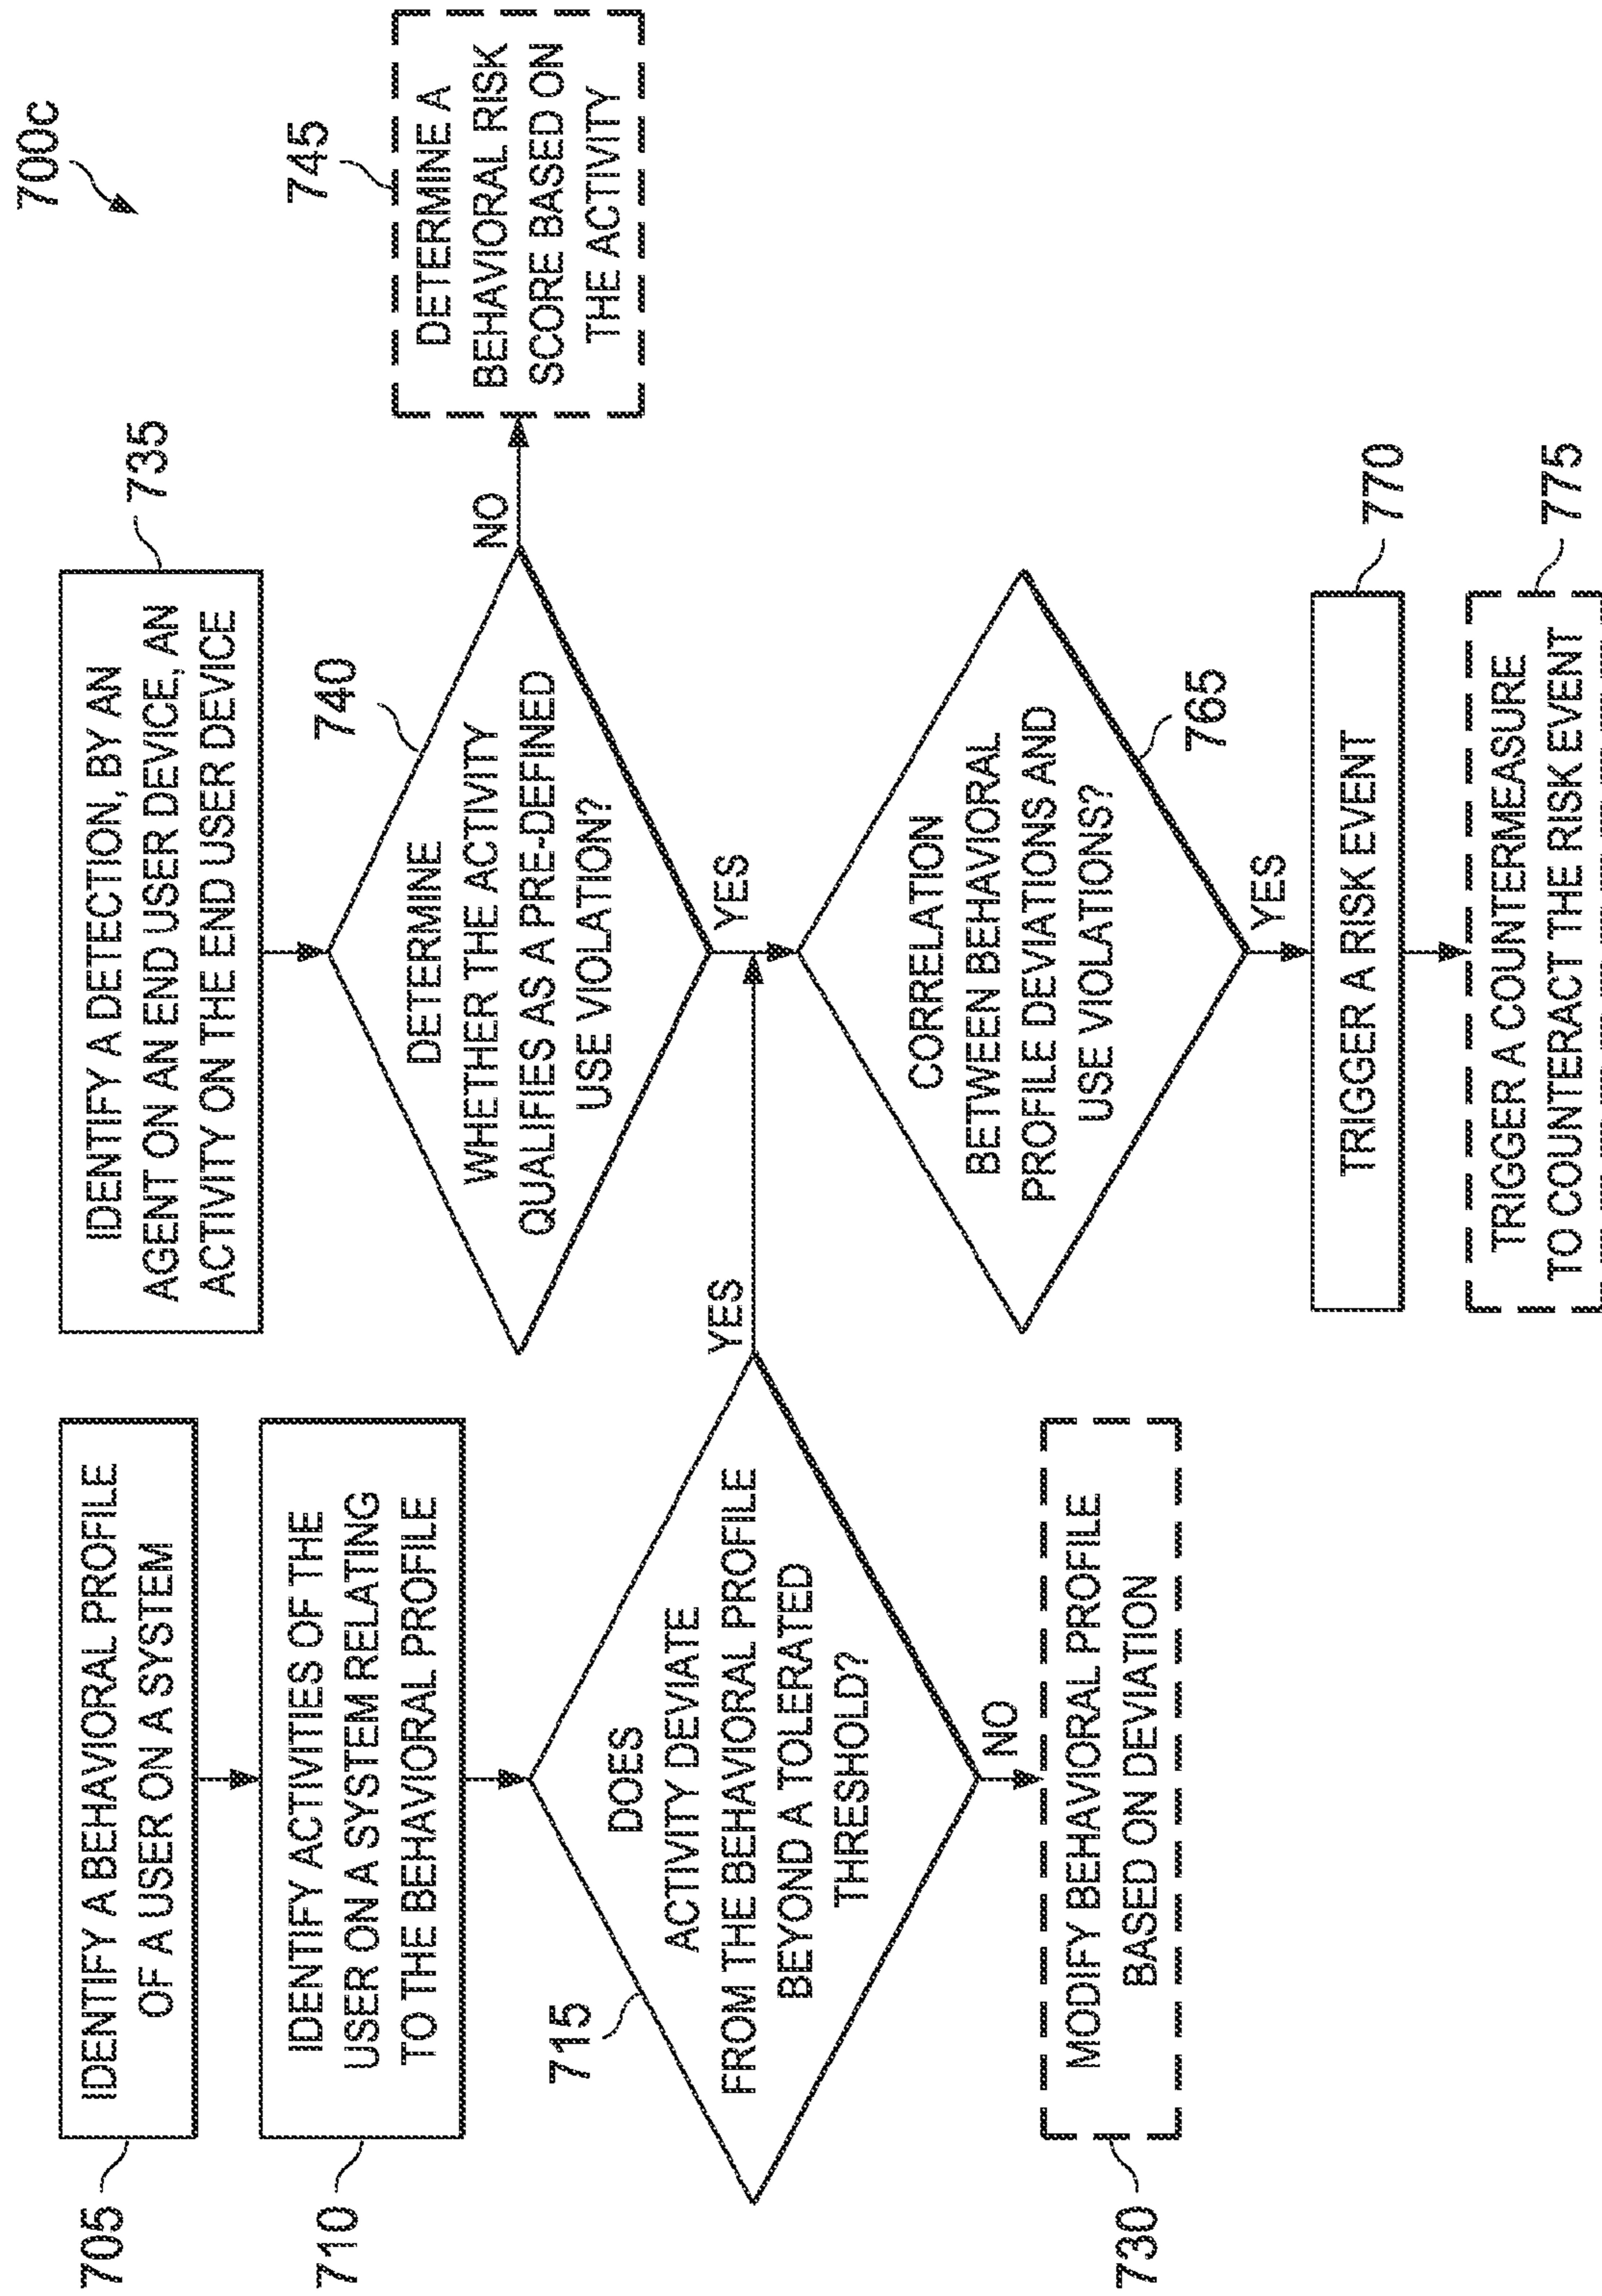 700c
705
IDENTIFY A BEHAVIORAL PROFILE
OF A USER ON A SYSTEM
710
IDENTIFY ACTIVITIES OF THE
USER ON A SYSTEM RELATING
TO THE BEHAVIORAL PROFILE
715
DOES
ACTIVITY DEVIATE
FROM THE BEHAVIORAL PROFILE
BEYOND A TOLERATED
THRESHOLD?
YES
NO
730
MODIFY BEHAVIORAL PROFILE
BASED ON DEVIATION
735
IDENTIFY A DETECTION, BY AN
AGENT ON AN END USER DEVICE, AN
ACTIVITY ON THE END USER DEVICE
740
DETERMINE
WHETHER THE ACTIVITY
QUALIFIES AS A PRE-DEFINED
USE VIOLATION?
NO
745
DETERMINE A
BEHAVIORAL RISK
SCORE BASED ON
THE ACTIVITY
YES
CORRELATION
BETWEEN BEHAVIORAL
PROFILE DEVIATIONS AND
USE VIOLATIONS?
765
YES
TRIGGER A RISK EVENT
770
TRIGGER A COUNTERMEASURE
TO COUNTERACT THE RISK EVENT
775